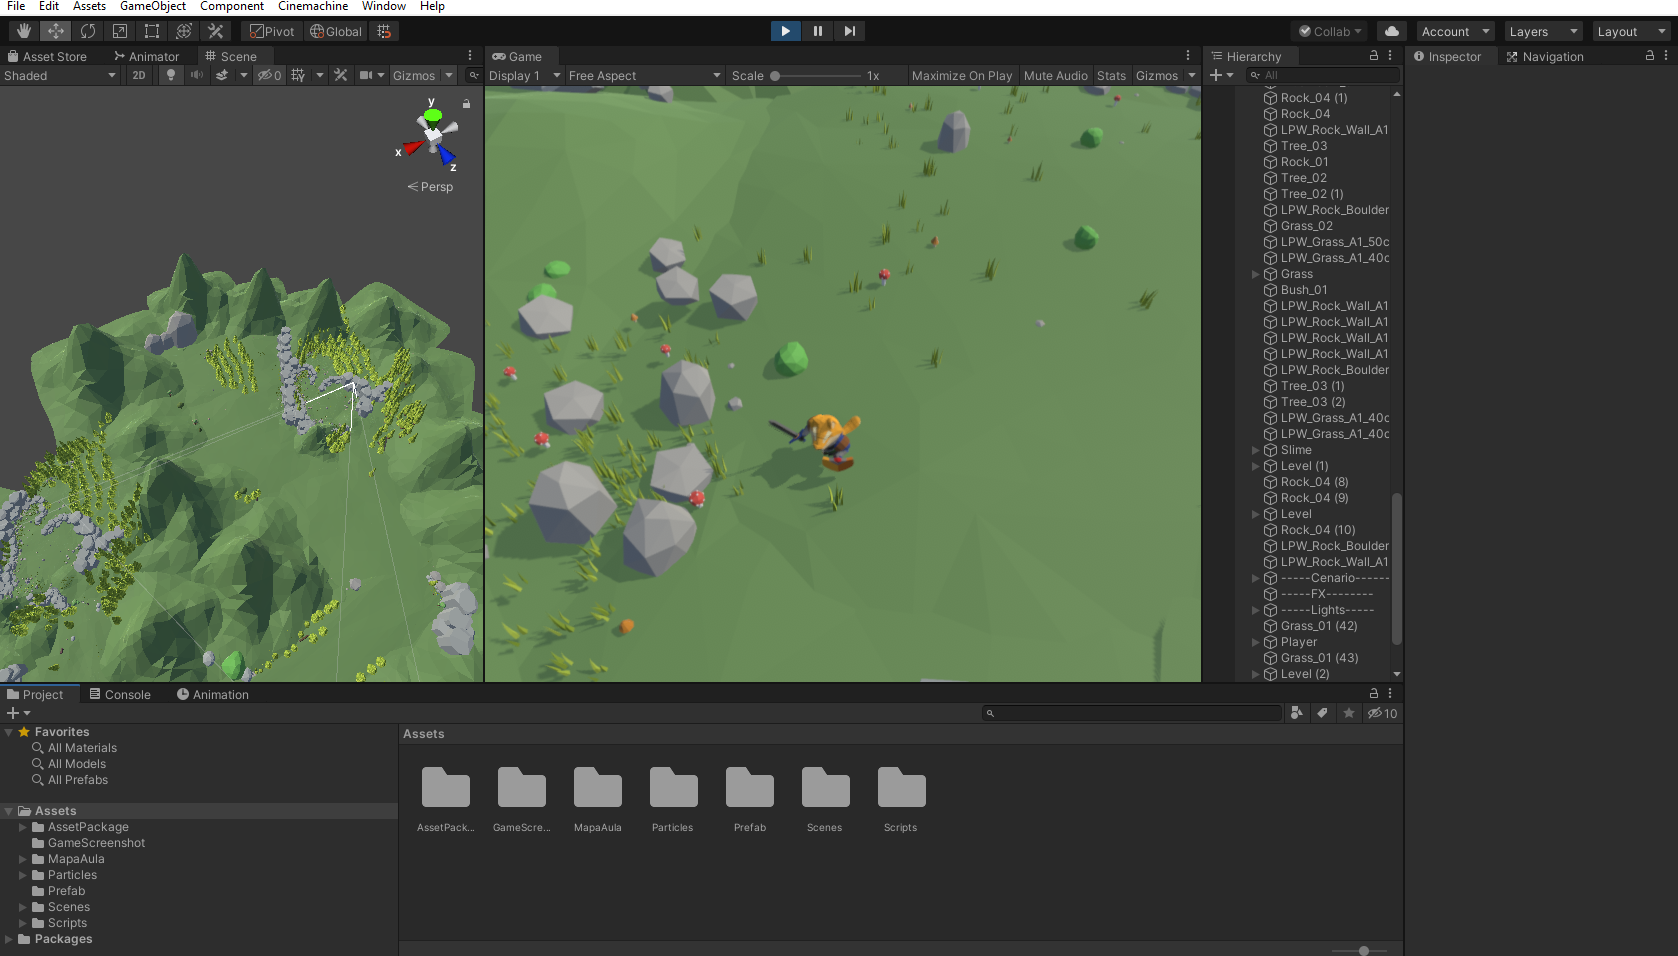 File Edit Assets GameObject Component Cinemachine Window Help
Pivot Global Collab Account Layers Layout
Asset Store Animator Scene
Game
Hierarchy
Inspector Navigation
Shaded 2D 0 Gizmos
Display 1 Free Aspect Scale 1x Maximize On Play Mute Audio Stats Gizmos
All
y
x
z
Persp
Rock_04 (1)
Rock_04
LPW_Rock_Wall_A1
Tree_03
Rock_01
Tree_02
Tree_02 (1)
LPW_Rock_Boulder
Grass_02
LPW_Grass_A1_50c
LPW_Grass_A1_40c
Grass
Bush_01
LPW_Rock_Wall_A1
LPW_Rock_Wall_A1
LPW_Rock_Wall_A1
LPW_Rock_Wall_A1
LPW_Rock_Boulder
Tree_03 (1)
Tree_03 (2)
LPW_Grass_A1_40c
LPW_Grass_A1_40c
Slime
Level (1)
Rock_04 (8)
Rock_04 (9)
Level
Rock_04 (10)
LPW_Rock_Boulder
LPW_Rock_Wall_A1
-----Cenario------
-----FX--------
-----Lights-----
Grass_01 (42)
Player
Grass_01 (43)
Level (2)
Project Console Animation
10
Favorites
All Materials
All Models
All Prefabs
Assets
AssetPackage
GameScreenshot
MapaAula
Particles
Prefab
Scenes
Scripts
Packages
Assets
AssetPack... GameScre... MapaAula Particles Prefab Scenes Scripts